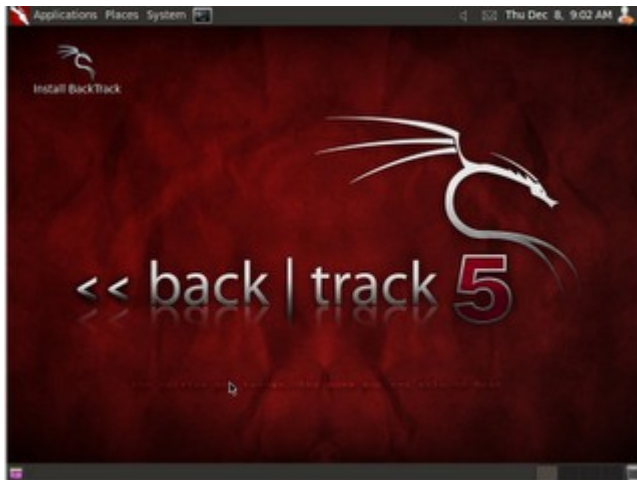 Applications Places System Thu Dec 8, 9:02 AM
Install BackTrack
<< back | track 5